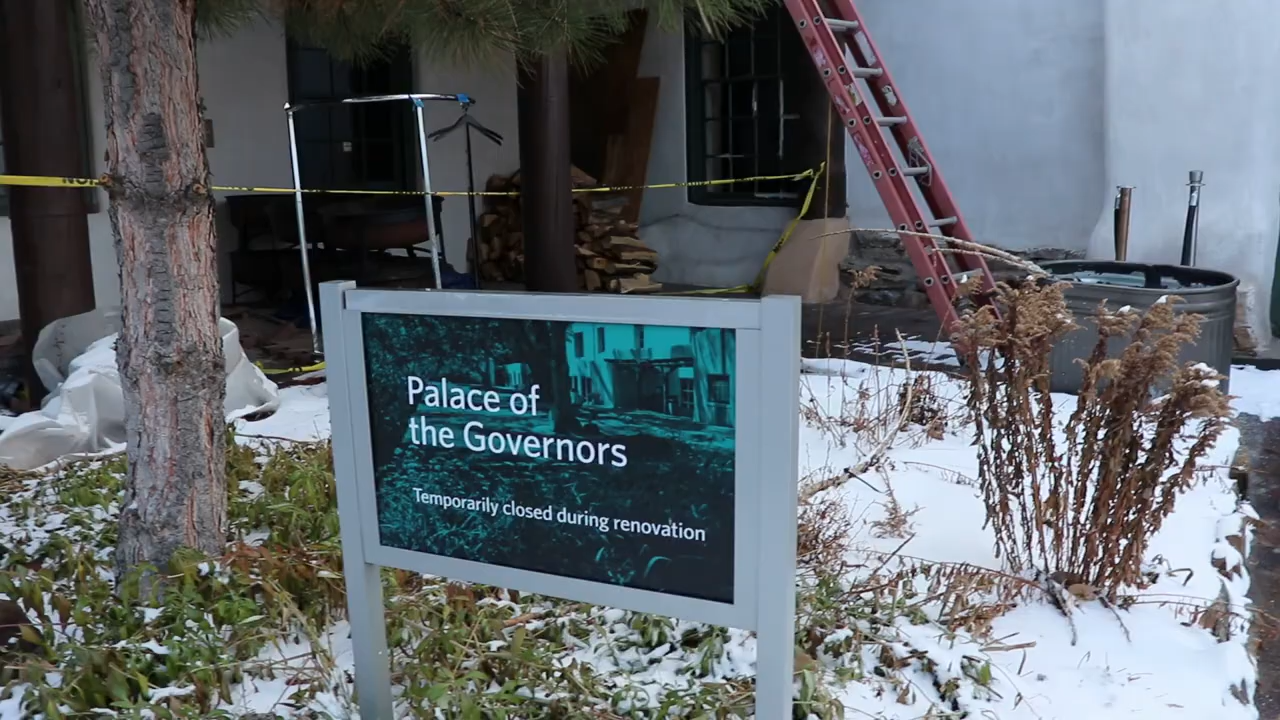 Palace of
the Governors
Temporarily closed during renovation